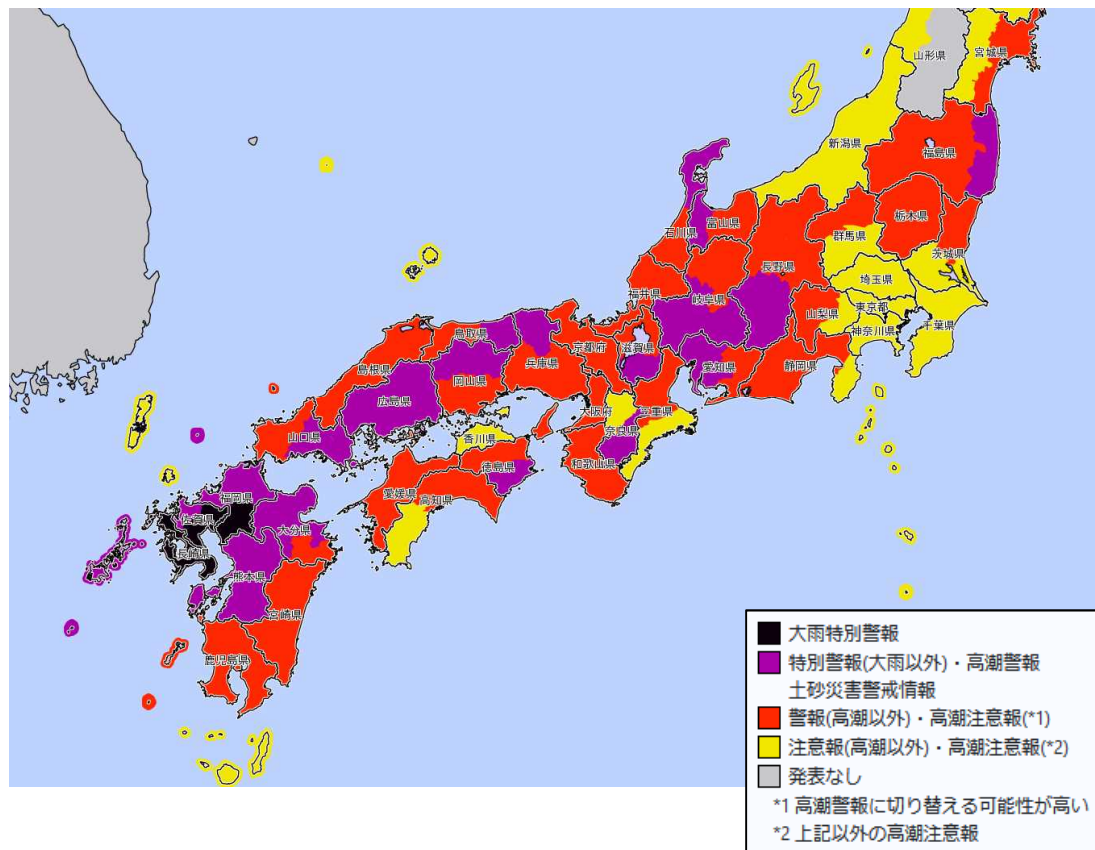 山形県
宮城県
新潟県
福島県
富山県
石川県
栃木県
群馬県
茨城県
長野県
埼玉県
福井県
岐阜県
山梨県
東京都
神奈川県
千葉県
鳥取県
京都府
滋賀県
島根県
岡山県
兵庫県
愛知県
静岡県
広島県
大阪府
三重県
山口県
香川県
奈良県
徳島県
和歌山県
愛媛県
高知県
福岡県
佐賀県
大分県
長崎県
熊本県
宮崎県
鹿児島県
大雨特別警報
特別警報(大雨以外)・高潮警報
土砂災害警戒情報
警報(高潮以外)・高潮注意報(*1)
注意報(高潮以外)・高潮注意報(*2)
発表なし
*1 高潮警報に切り替える可能性が高い
*2 上記以外の高潮注意報